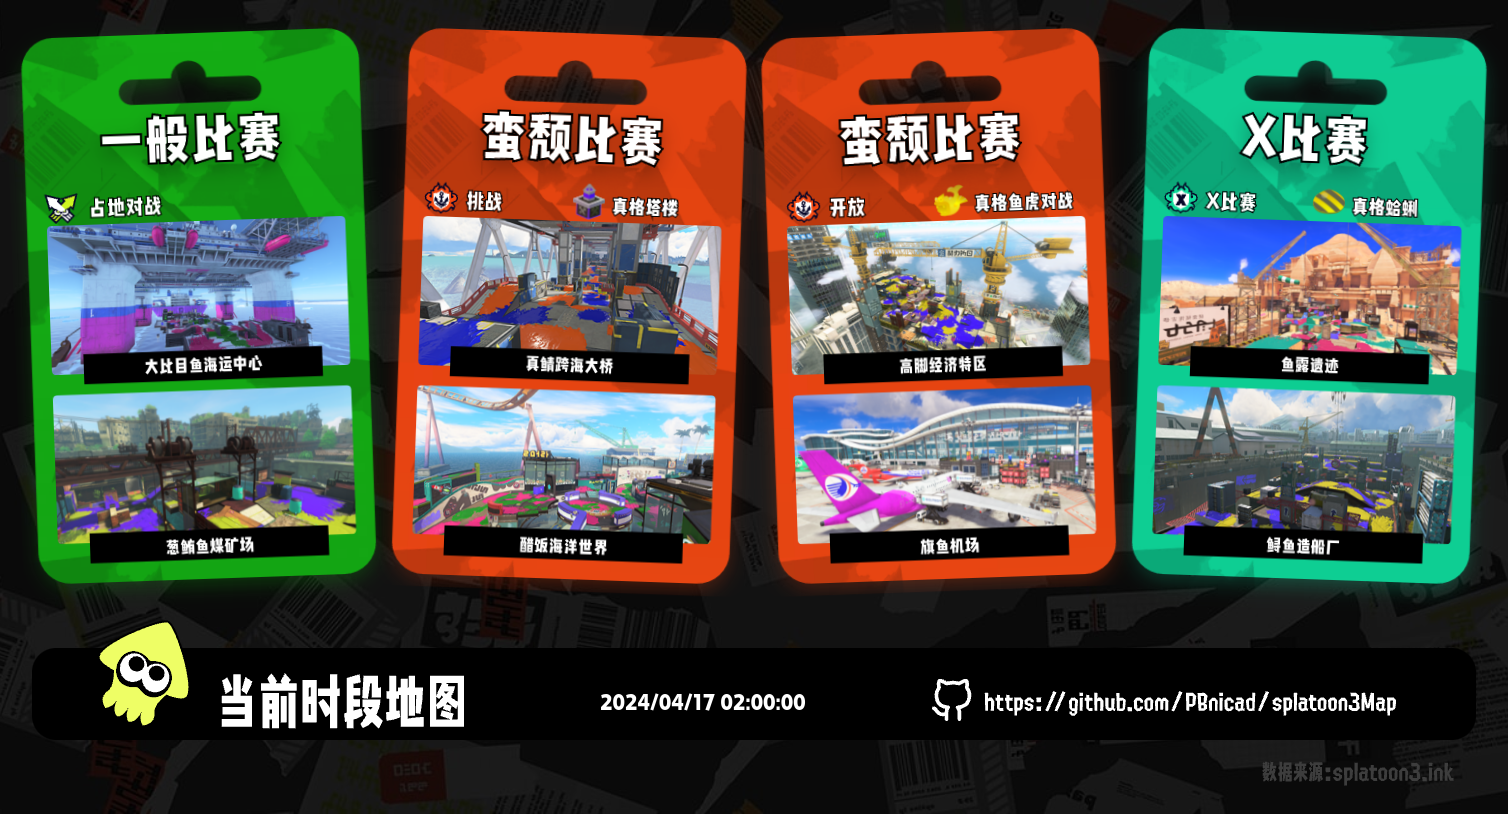 一般比赛
占地对战
大比目鱼海运中心
葱鲔鱼煤矿场
蛮颓比赛
挑战
真格塔楼
真鲭跨海大桥
醋饭海洋世界
蛮颓比赛
开放
真格鱼虎对战
高脚经济特区
旗鱼机场
X比赛
X比赛
真格蛤蜊
鱼露遗迹
鲟鱼造船厂
当前时段地图
2024/04/17 02:00:00
https://github.com/PBnicad/splatoon3Map
数据来源:splatoon3.ink